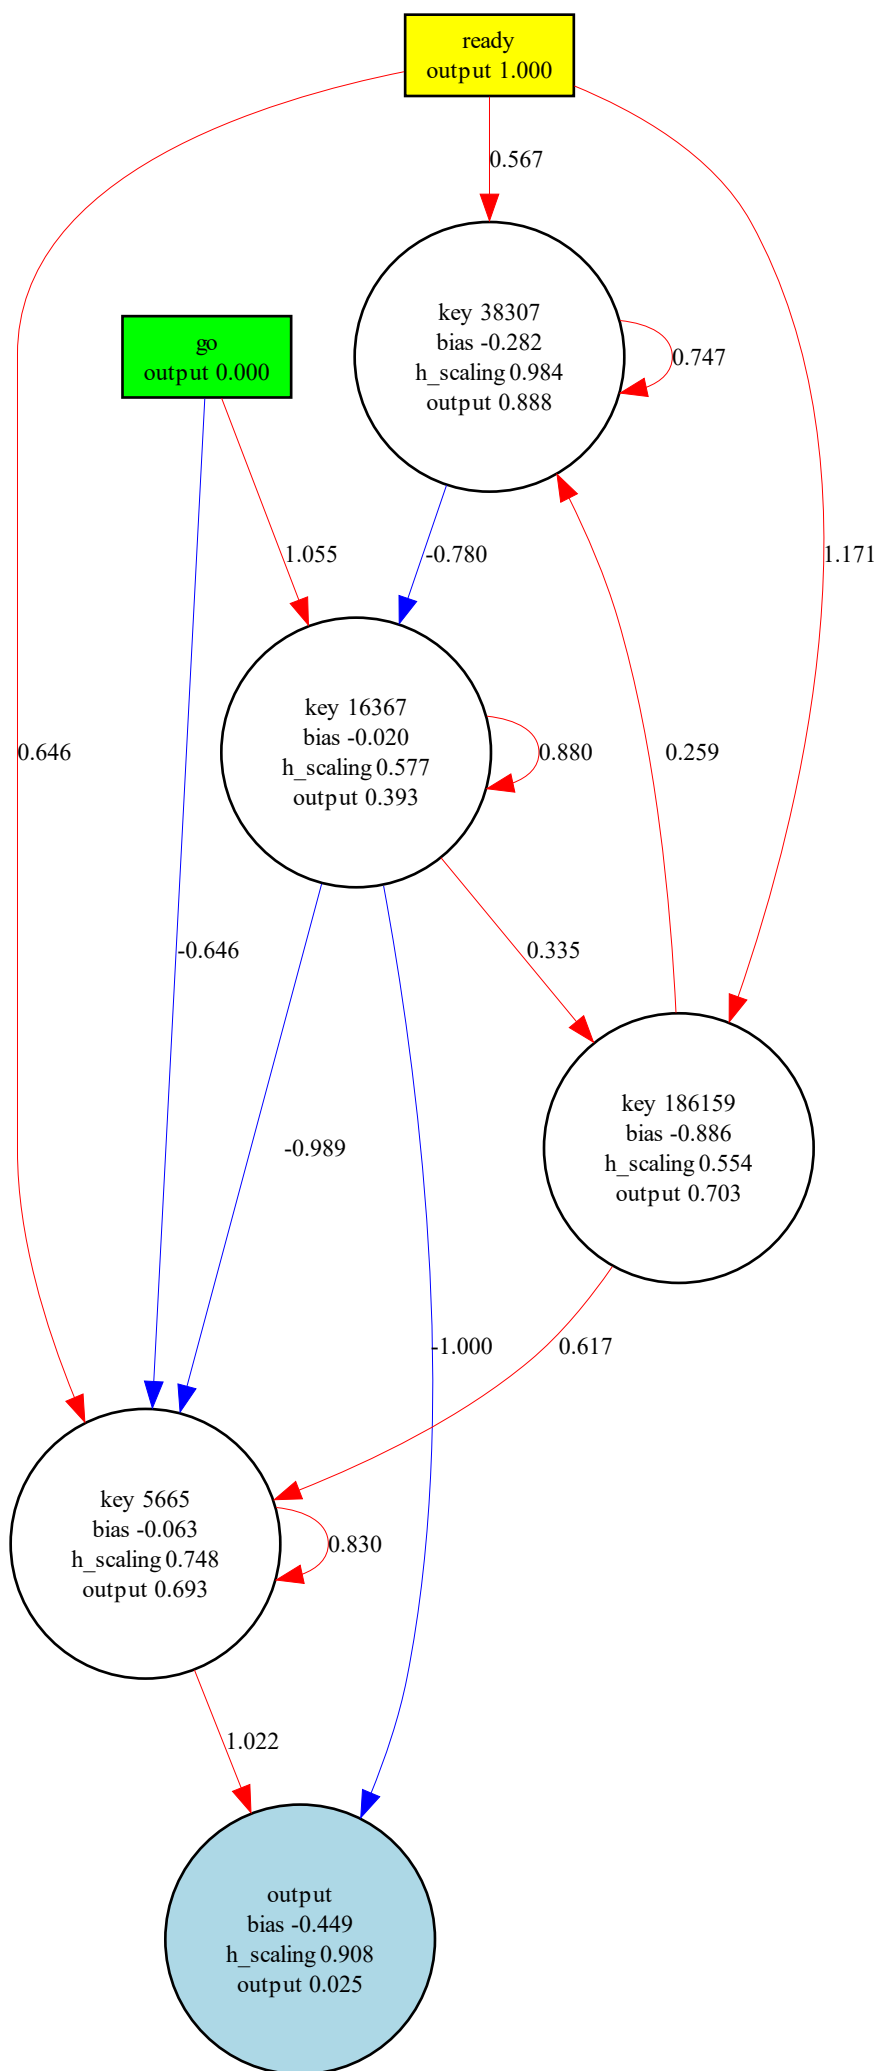 ready
output 1.000
0.567
go
output 0.000
key 38307
bias -0.282
h_scaling 0.984
output 0.888
0.747
1.055
-0.780
1.171
0.646
key 16367
bias -0.020
h_scaling 0.577
output 0.393
0.880
0.259
-0.646
0.335
-0.989
key 186159
bias -0.886
h_scaling 0.554
output 0.703
-1.000
0.617
key 5665
bias -0.063
h_scaling 0.748
output 0.693
0.830
1.022
output
bias -0.449
h_scaling 0.908
output 0.025